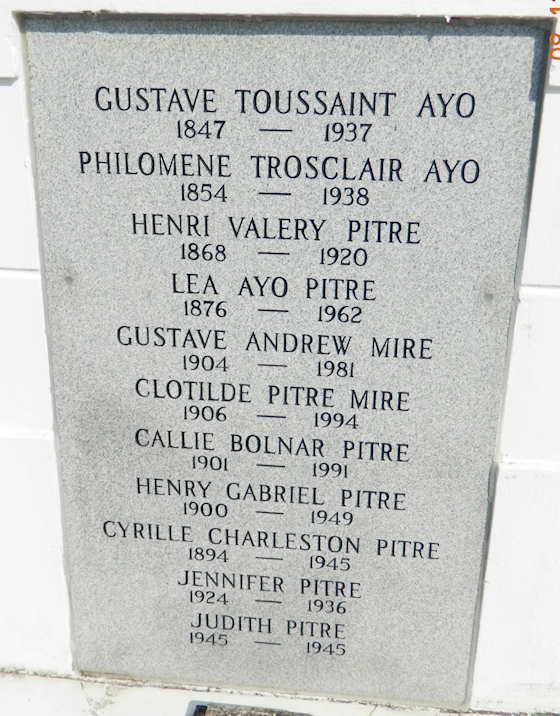 GUSTAVE TOUSSAINT AYO
1847 — 1937
PHILOMENE TROSCLAIR AYO
1854 — 1938
HENRI VALERY PITRE
1868 — 1920
LEA AYO PITRE
1876 — 1962
GUSTAVE ANDREW MIRE
1904 — 1981
CLOTILDE PITRE MIRE
1906 — 1994
CALLIE BOLNAR PITRE
1901 — 1991
HENRY GABRIEL PITRE
1900 — 1949
CYRILLE CHARLESTON PITRE
1894 — 1945
JENNIFER PITRE
1924 — 1936
JUDITH PITRE
1945 — 1945